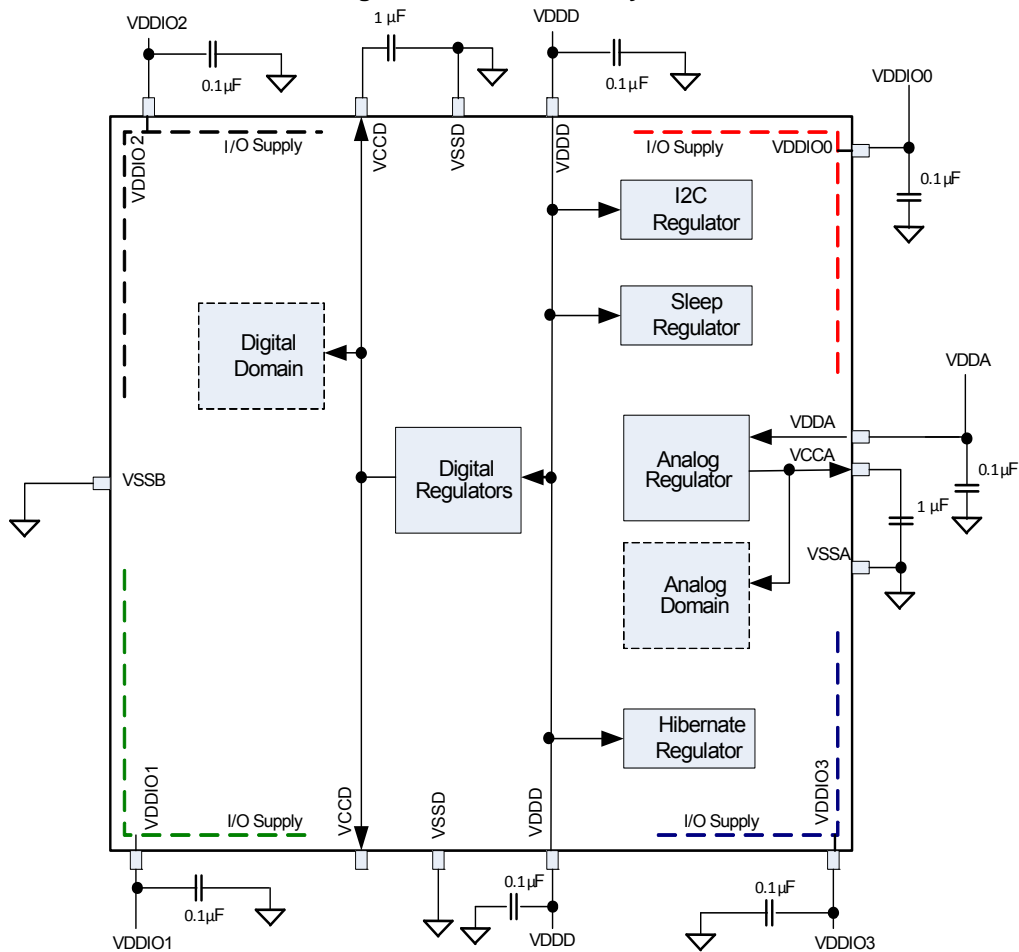 VDDIO2
0.1µF
1 µF
VDDD
0.1µF
VDDIO0
0.1µF
VDDIO2
I/O Supply
VCCD
VSSD
VDDD
I/O Supply
VDDIO0
I2C
Regulator
Sleep
Regulator
Digital
Domain
VDDA
VDDA
Digital
Regulators
Analog
Regulator
VCCA
0.1µF
1 µF
VSSB
VSSA
Analog
Domain
Hibernate
Regulator
VDDIO1
I/O Supply
VCCD
VSSD
VDDD
I/O Supply
VDDIO3
0.1µF
VDDIO1
0.1µF
VDDD
0.1µF
VDDIO3